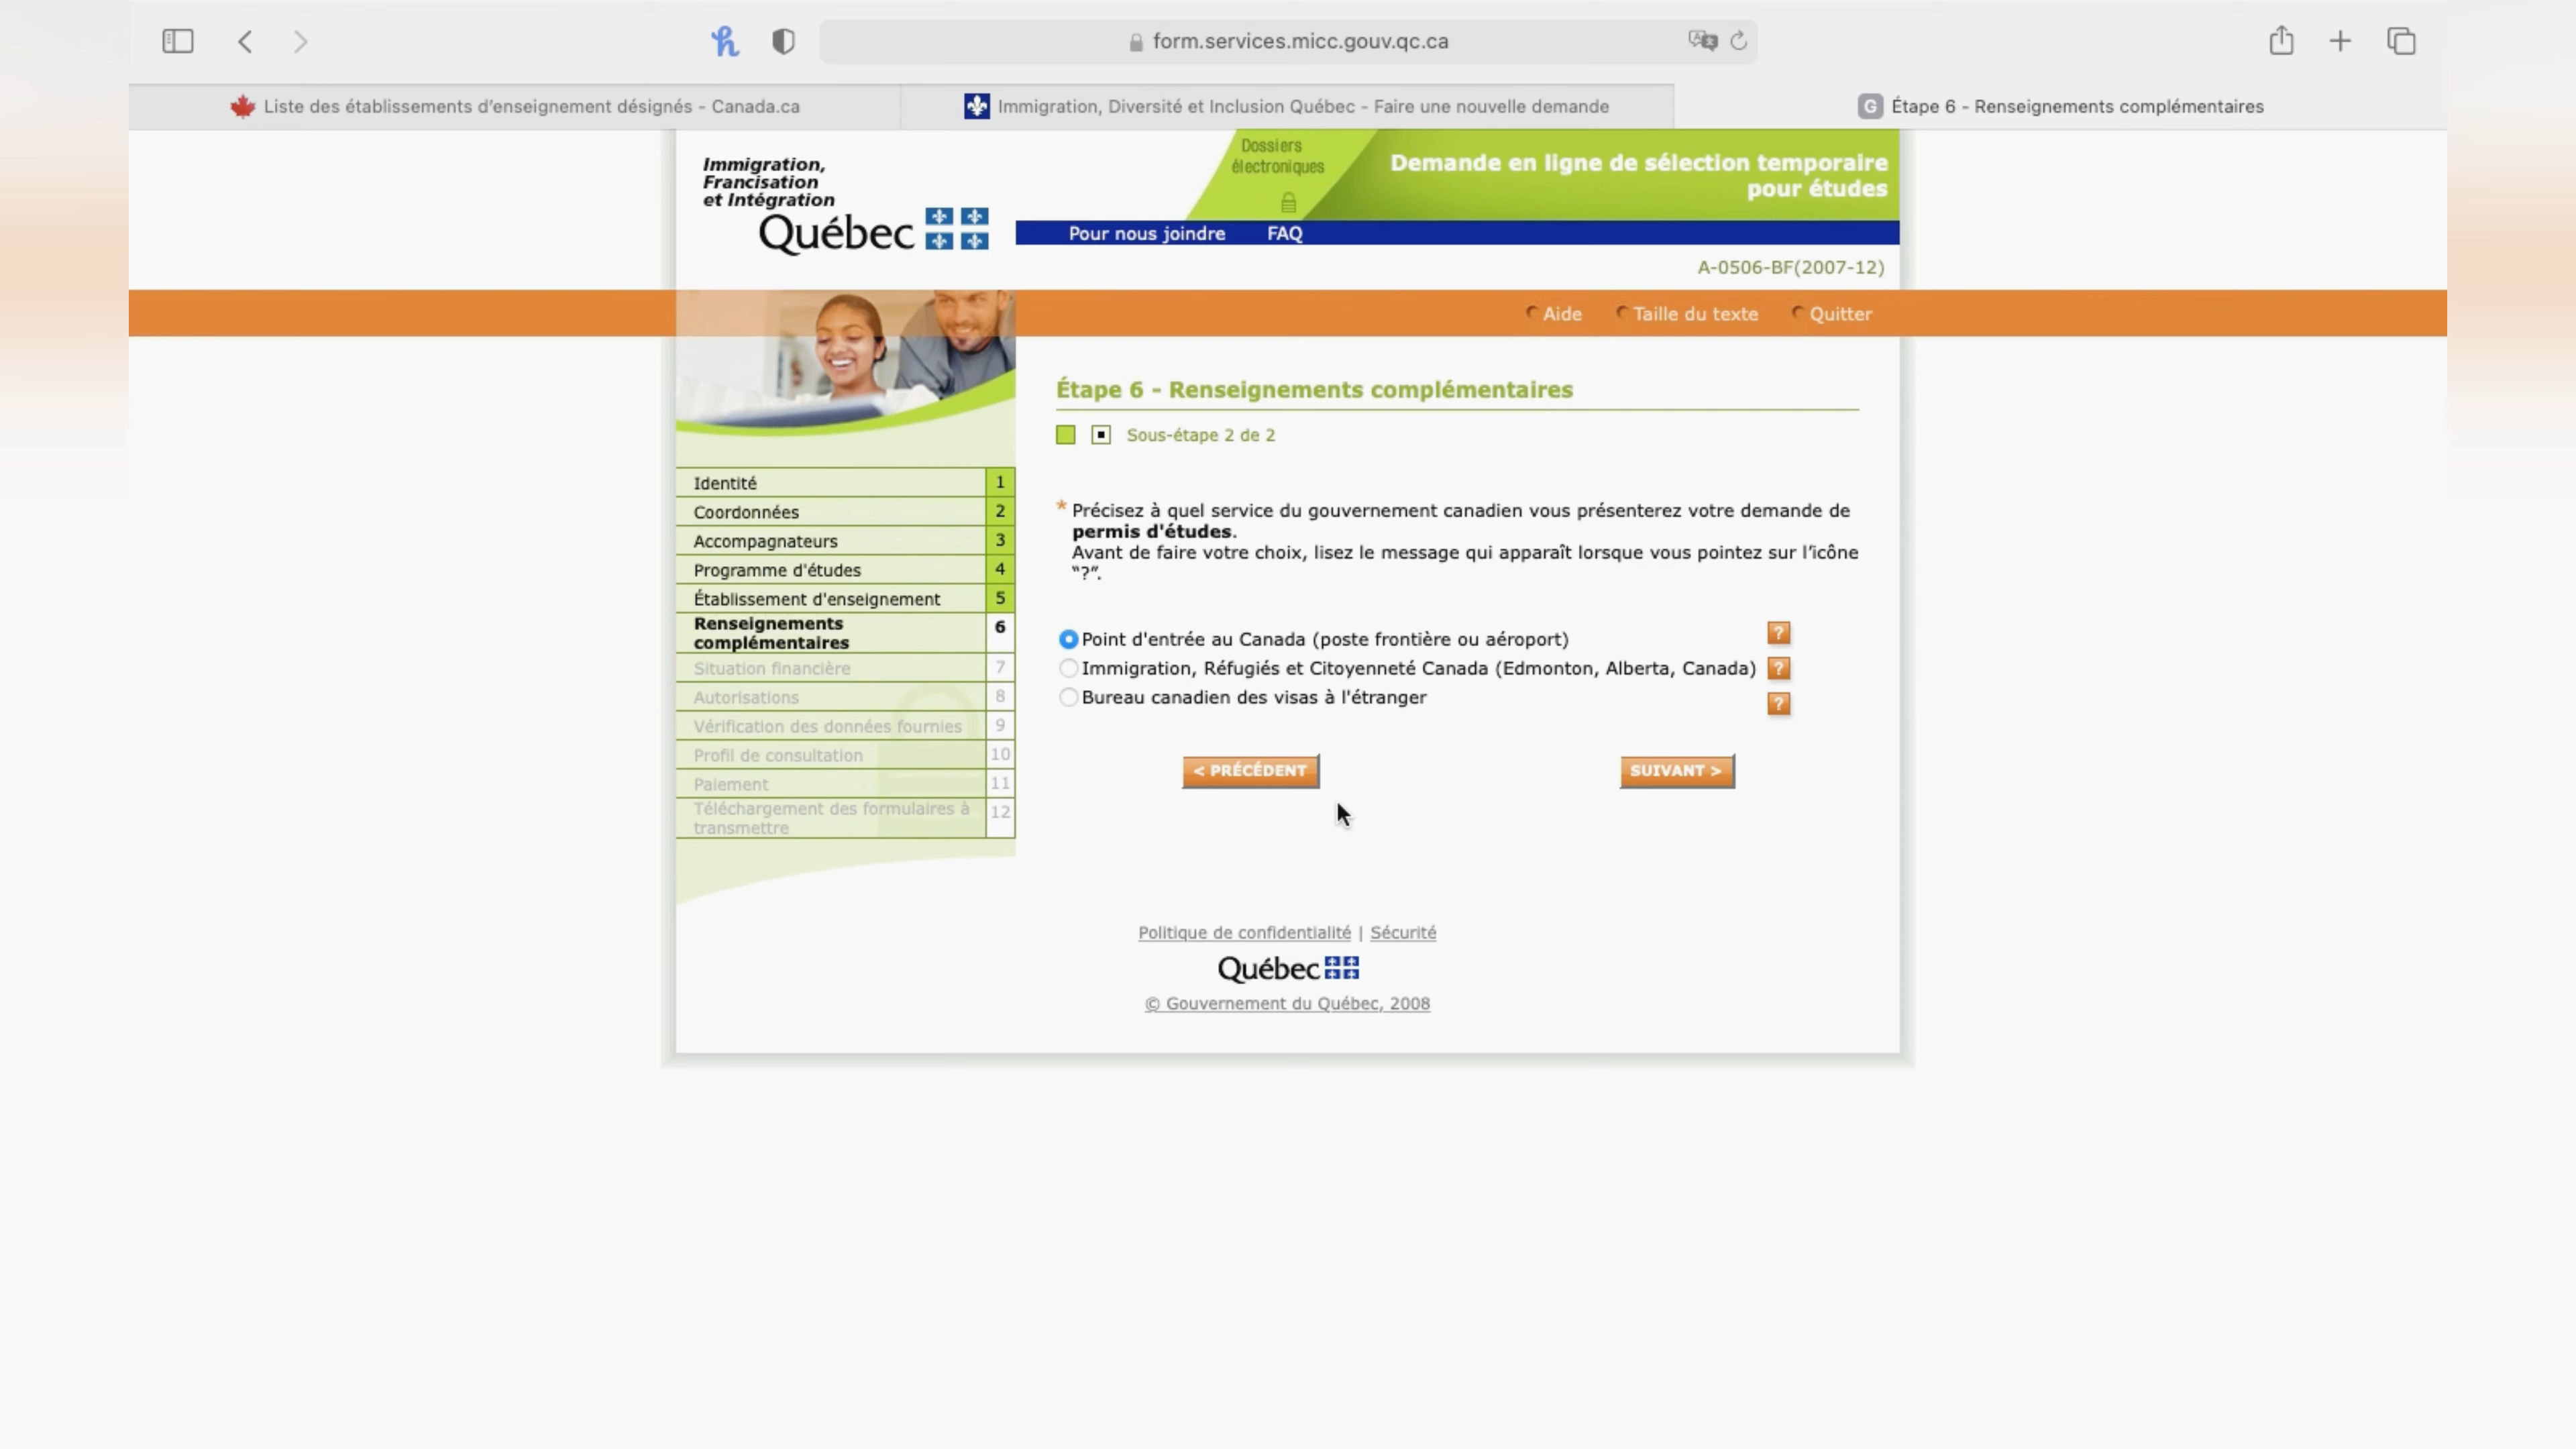 form.services.micc.gouv.qc.ca
Liste des établissements d'enseignement désignés - Canada.ca
Immigration, Diversité et Inclusion Québec - Faire une nouvelle demande
G Étape 6 - Renseignements complémentaires
Immigration,
Francisation
et Intégration
Québec
Dossiers
électroniques
Demande en ligne de sélection temporaire
pour études
Pour nous joindre FAQ
A-0506-BF(2007-12)
Aide Taille du texte Quitter
Étape 6 - Renseignements complémentaires
Sous-étape 2 de 2
Identité 1
Coordonnées 2
Accompagnateurs 3
Programme d'études 4
Établissement d'enseignement 5
Renseignements
complémentaires 6
Situation financière 7
Autorisations 8
Vérification des données fournies 9
Profil de consultation 10
Paiement 11
Téléchargement des formulaires à
transmettre 12
* Précisez à quel service du gouvernement canadien vous présenterez votre demande de
permis d'études.
Avant de faire votre choix, lisez le message qui apparaît lorsque vous pointez sur l'icône
"?".
Point d'entrée au Canada (poste frontière ou aéroport) ?
Immigration, Réfugiés et Citoyenneté Canada (Edmonton, Alberta, Canada) ?
Bureau canadien des visas à l'étranger ?
< PRÉCÉDENT SUIVANT >
Politique de confidentialité | Sécurité
Québec
© Gouvernement du Québec, 2008